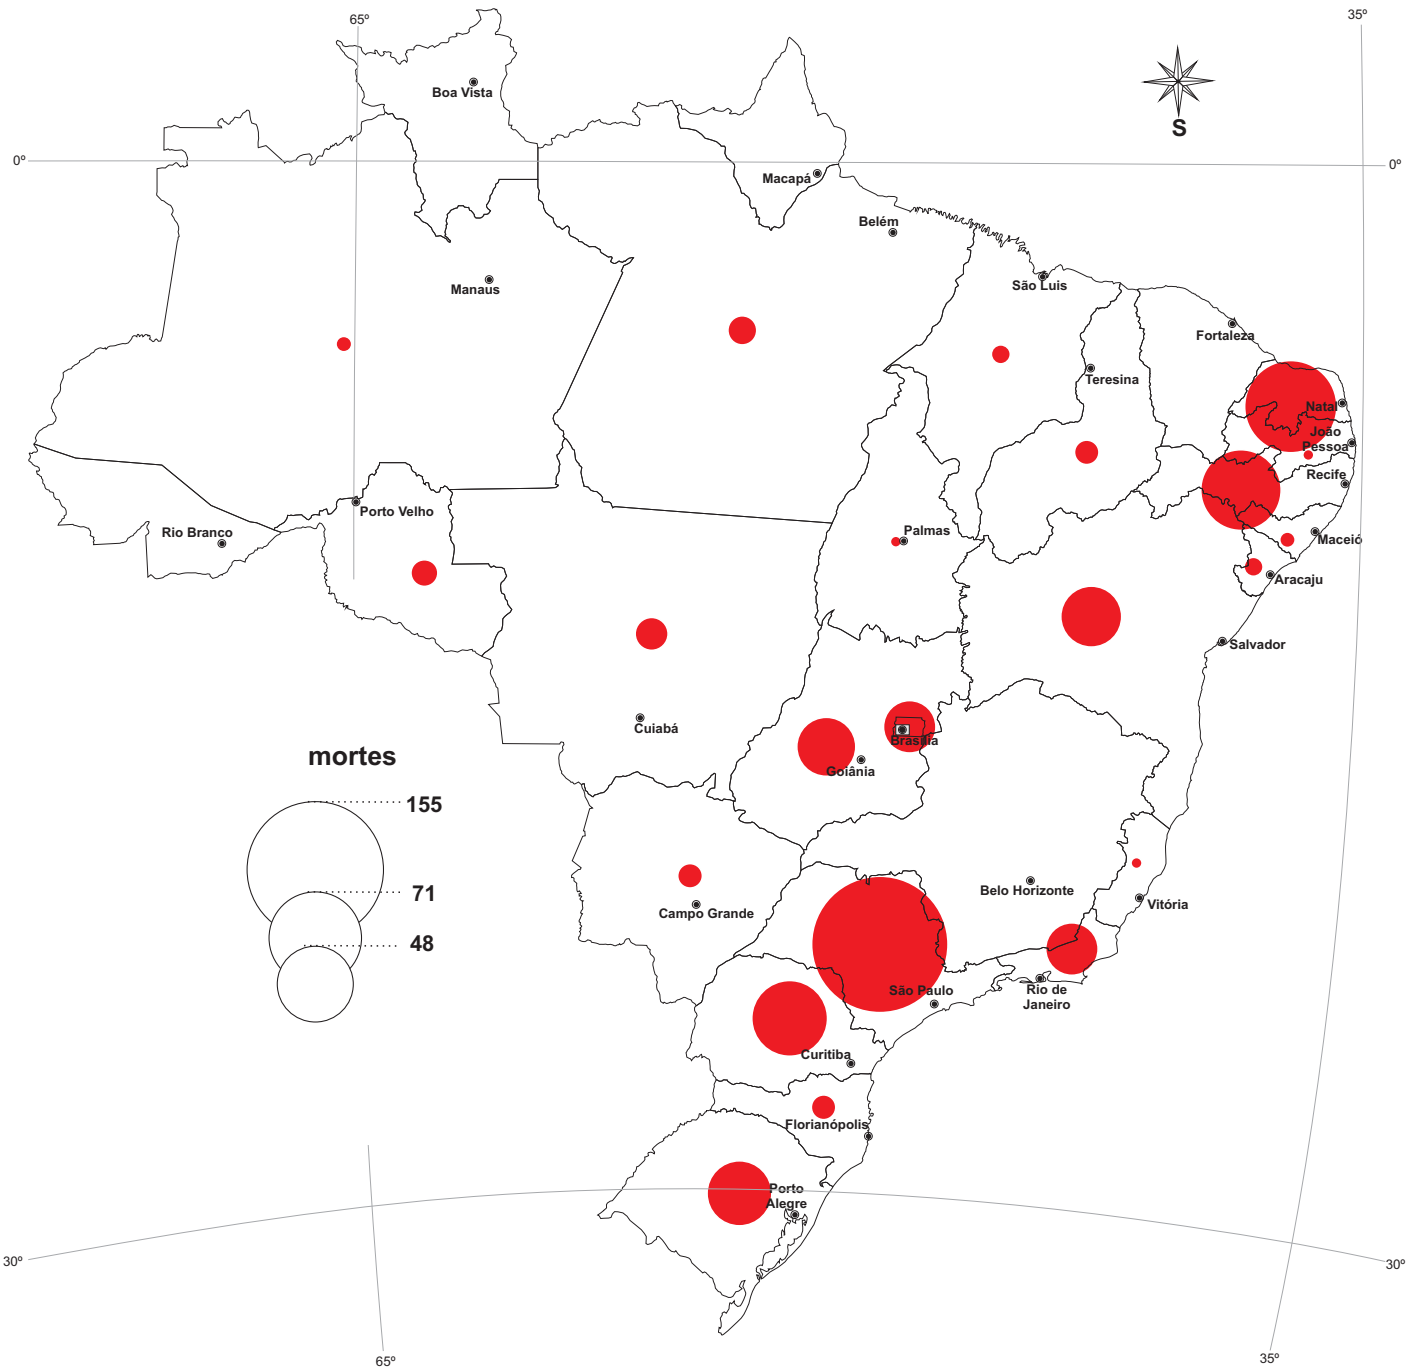 65º
35º
Boa Vista
S
0º
0º
Macapá
Belém
Manaus
São Luis
Fortaleza
Teresina
Natal
João
Pessoa
Recife
Porto Velho
Rio Branco
Palmas
Maceió
Aracaju
Salvador
Cuiabá
Brasília
mortes
Goiânia
155
71
48
Belo Horizonte
Campo Grande
Vitória
São Paulo
Rio de
Janeiro
Curitiba
Florianópolis
Porto
Alegre
30º
30º
65º
35º